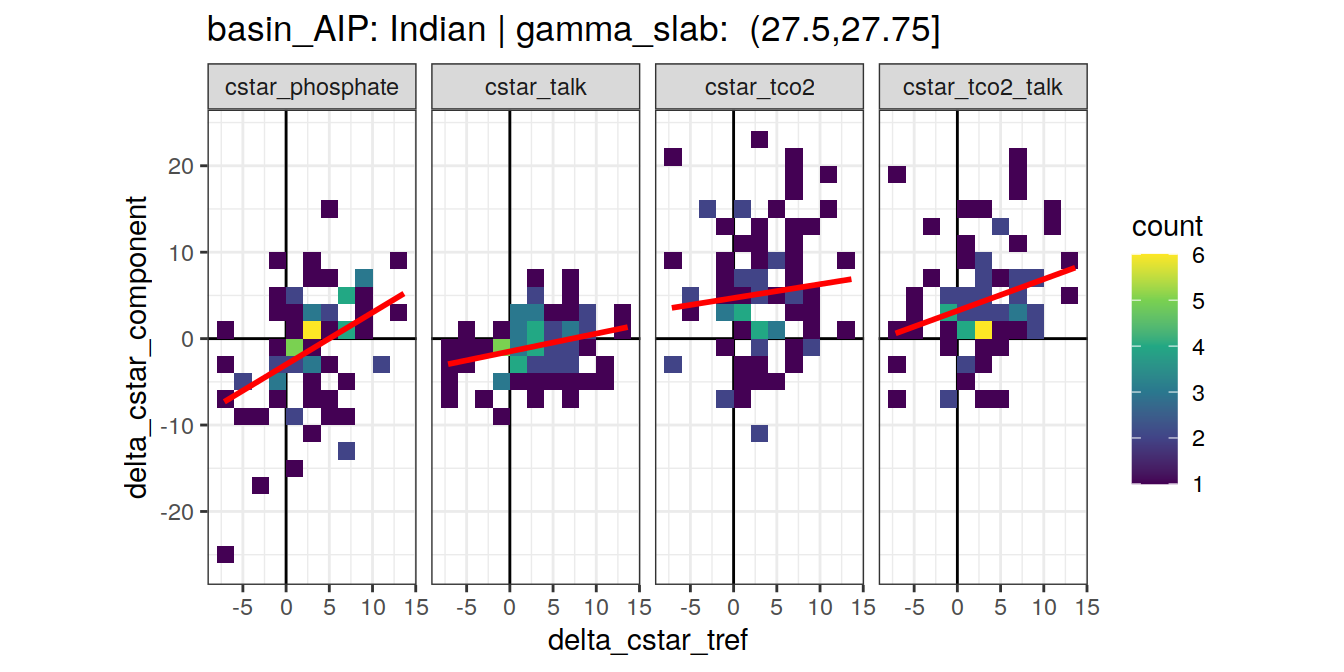 basin_AIP: Indian | gamma_slab:  (27.5,27.75]
cstar_phosphate
cstar_talk
cstar_tco2
cstar_tco2_talk
20
10
0
-10
-20
delta_cstar_component
-5 0 5 10 15
-5 0 5 10 15
-5 0 5 10 15
-5 0 5 10 15
delta_cstar_tref
count
6
5
4
3
2
1